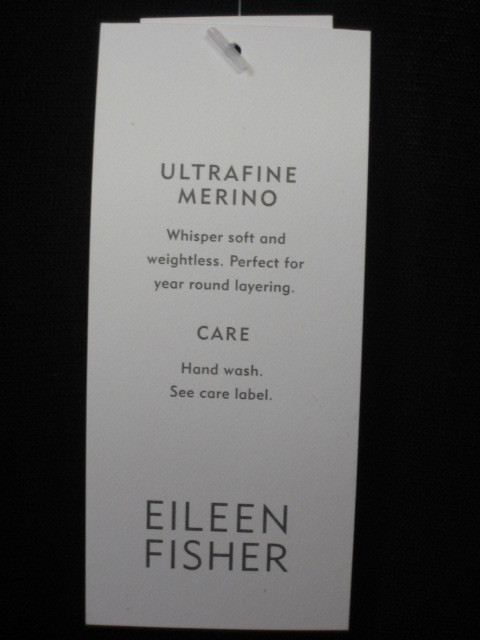 ULTRAFINE
MERINO
Whisper soft and
weightless. Perfect for
year round layering.
CARE
Hand wash.
See care label.
EILEEN
FISHER